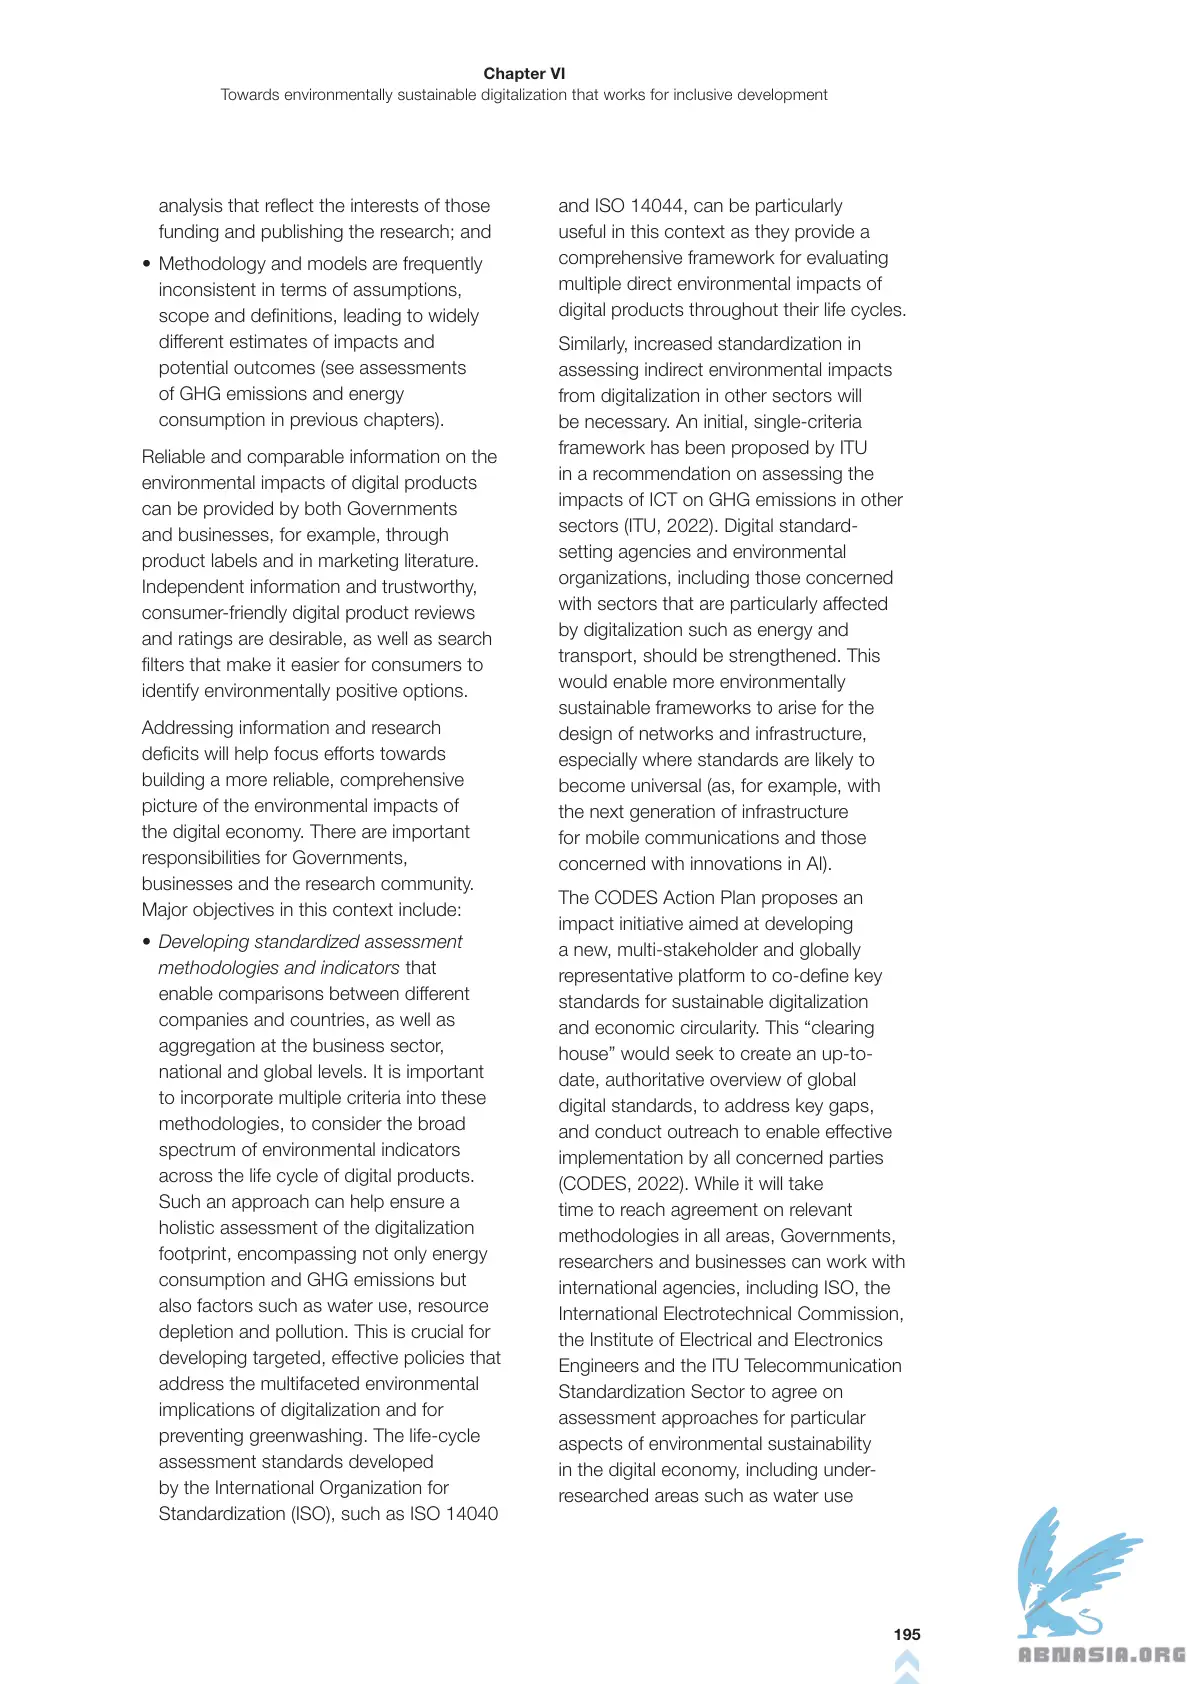 Chapter VI
Towards environmentally sustainable digitalization that works for inclusive development
analysis that reflect the interests of those
funding and publishing the research; and
• Methodology and models are frequently
inconsistent in terms of assumptions,
scope and definitions, leading to widely
different estimates of impacts and
potential outcomes (see assessments
of GHG emissions and energy
consumption in previous chapters).
Reliable and comparable information on the
environmental impacts of digital products
can be provided by both Governments
and businesses, for example, through
product labels and in marketing literature.
Independent information and trustworthy,
consumer-friendly digital product reviews
and ratings are desirable, as well as search
filters that make it easier for consumers to
identify environmentally positive options.
Addressing information and research
deficits will help focus efforts towards
building a more reliable, comprehensive
picture of the environmental impacts of
the digital economy. There are important
responsibilities for Governments,
businesses and the research community.
Major objectives in this context include:
• Developing standardized assessment
methodologies and indicators that
enable comparisons between different
companies and countries, as well as
aggregation at the business sector,
national and global levels. It is important
to incorporate multiple criteria into these
methodologies, to consider the broad
spectrum of environmental indicators
across the life cycle of digital products.
Such an approach can help ensure a
holistic assessment of the digitalization
footprint, encompassing not only energy
consumption and GHG emissions but
also factors such as water use, resource
depletion and pollution. This is crucial for
developing targeted, effective policies that
address the multifaceted environmental
implications of digitalization and for
preventing greenwashing. The life-cycle
assessment standards developed
by the International Organization for
Standardization (ISO), such as ISO 14040
and ISO 14044, can be particularly
useful in this context as they provide a
comprehensive framework for evaluating
multiple direct environmental impacts of
digital products throughout their life cycles.
Similarly, increased standardization in
assessing indirect environmental impacts
from digitalization in other sectors will
be necessary. An initial, single-criteria
framework has been proposed by ITU
in a recommendation on assessing the
impacts of ICT on GHG emissions in other
sectors (ITU, 2022). Digital standard-
setting agencies and environmental
organizations, including those concerned
with sectors that are particularly affected
by digitalization such as energy and
transport, should be strengthened. This
would enable more environmentally
sustainable frameworks to arise for the
design of networks and infrastructure,
especially where standards are likely to
become universal (as, for example, with
the next generation of infrastructure
for mobile communications and those
concerned with innovations in AI).
The CODES Action Plan proposes an
impact initiative aimed at developing
a new, multi-stakeholder and globally
representative platform to co-define key
standards for sustainable digitalization
and economic circularity. This “clearing
house” would seek to create an up-to-
date, authoritative overview of global
digital standards, to address key gaps,
and conduct outreach to enable effective
implementation by all concerned parties
(CODES, 2022). While it will take
time to reach agreement on relevant
methodologies in all areas, Governments,
researchers and businesses can work with
international agencies, including ISO, the
International Electrotechnical Commission,
the Institute of Electrical and Electronics
Engineers and the ITU Telecommunication
Standardization Sector to agree on
assessment approaches for particular
aspects of environmental sustainability
in the digital economy, including under-
researched areas such as water use
195
ABNASIA.ORG